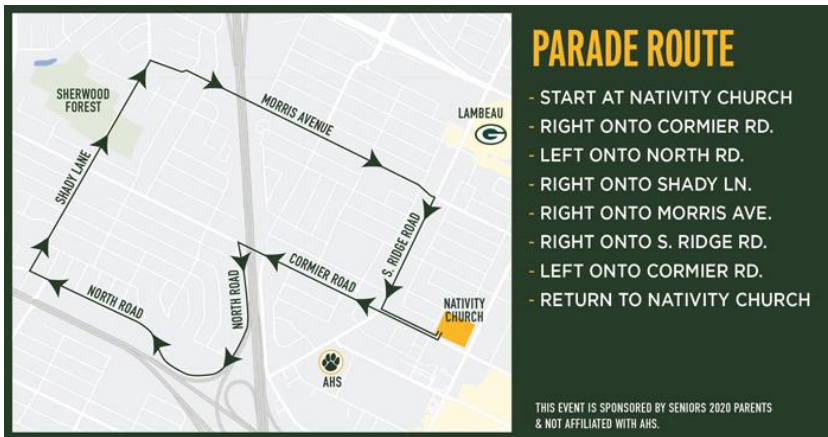 PARADE ROUTE
- START AT NATIVITY CHURCH
- RIGHT ONTO CORMIER RD.
- LEFT ONTO NORTH RD.
- RIGHT ONTO SHADY LN.
- RIGHT ONTO MORRIS AVE.
- RIGHT ONTO S. RIDGE RD.
- LEFT ONTO CORMIER RD.
- RETURN TO NATIVITY CHURCH
THIS EVENT IS SPONSORED BY SENIORS 2020 PARENTS
& NOT AFFILIATED WITH AHS.
SHERWOOD
FOREST
MORRIS AVENUE
LAMBEAU
G
SHADY LANE
S. RIDGE ROAD
CORMIER ROAD
NORTH ROAD
NORTH ROAD
NATIVITY
CHURCH
AHS